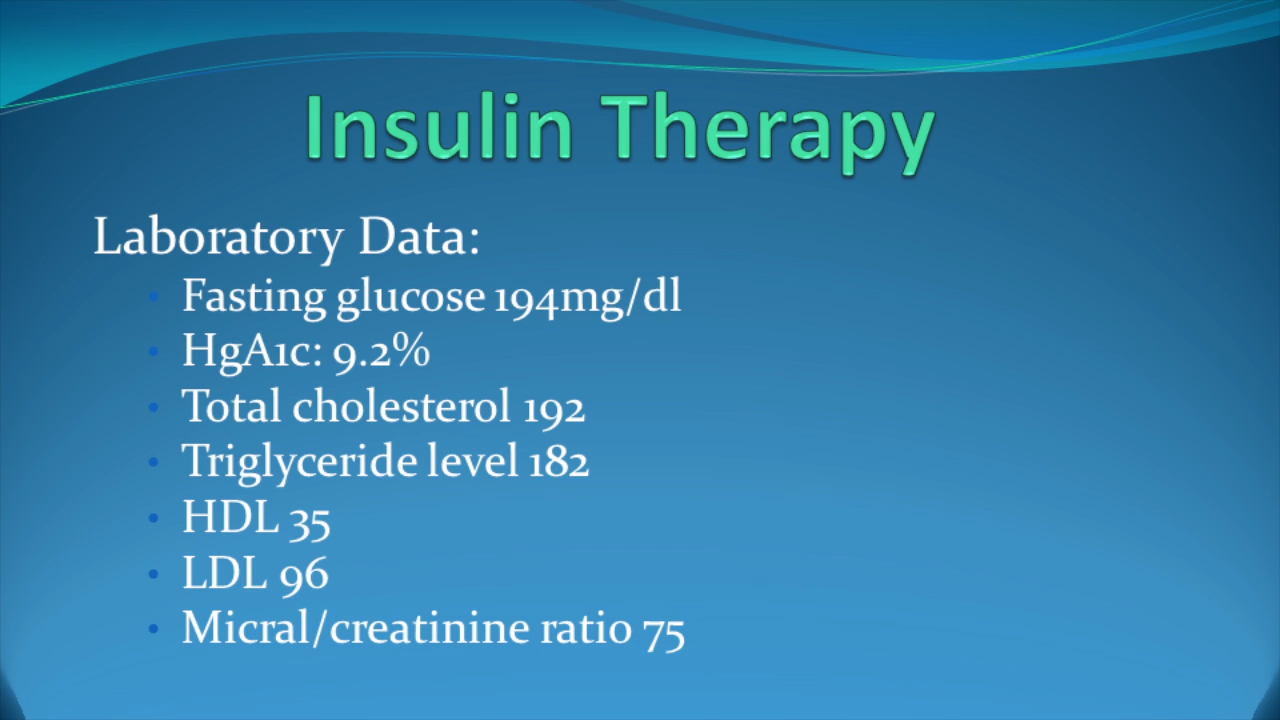 Insulin Therapy
Laboratory Data:
• Fasting glucose 194mg/dl
• HgA1c: 9.2%
• Total cholesterol 192
• Triglyceride level 182
• HDL 35
• LDL 96
• Micral/creatinine ratio 75